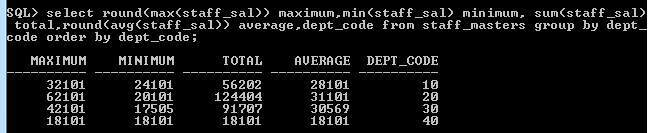 SQL> select round(max(staff_sal)) maximum,min(staff_sal) minimum, sum(staff_sal)
 total,round(avg(staff_sal)) average,dept_code from staff_masters group by dept_
code order by dept_code;
   MAXIMUM    MINIMUM      TOTAL    AVERAGE  DEPT_CODE
---------- ---------- ---------- ---------- ----------
     32101      24101      56202      28101         10
     62101      20101     124404      31101         20
     42101      17505      91707      30569         30
     18101      18101      18101      18101         40